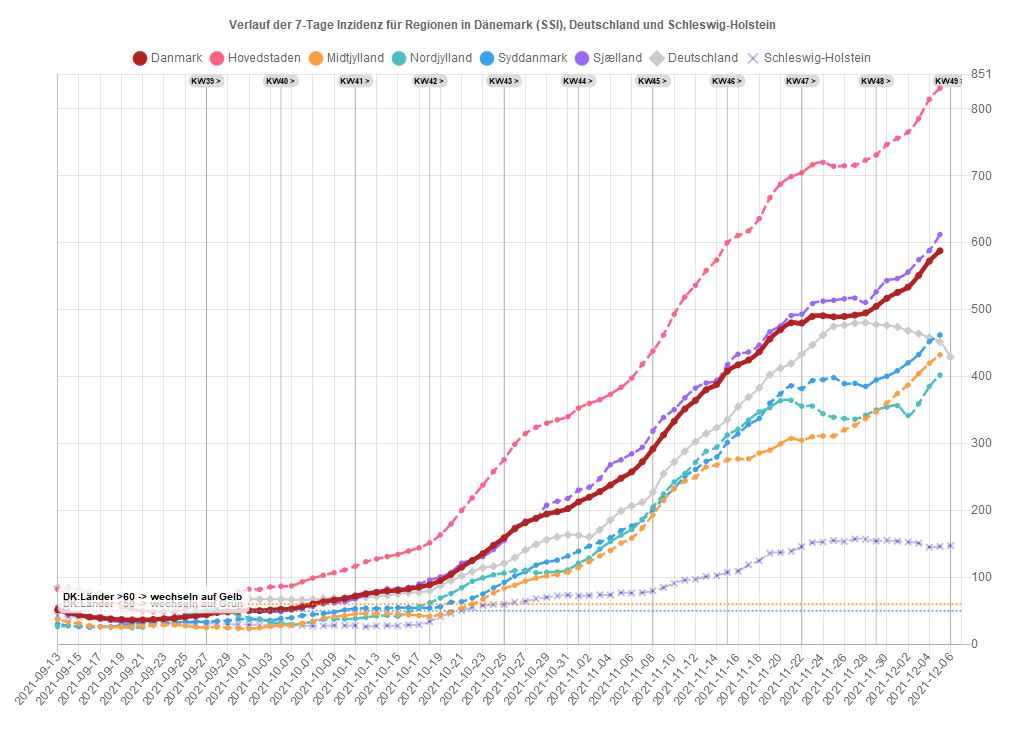 Verlauf der 7-Tage Inzidenz für Regionen in Dänemark (SSI), Deutschland und Schleswig-Holstein
Danmark Hovedstaden Midtjylland Nordjylland Syddanmark Sjælland Deutschland Schleswig-Holstein
KW39 > KW40 > KW41 > KW42 > KW43 > KW44 > KW45 > KW46 > KW47 > KW48 > KW49 >
851
800
700
600
500
400
300
200
100
0
DK:Länder >60 -> wechseln auf Gelb
DK:Länder <50 -> wechseln auf Grün
2021-09-13 2021-09-15 2021-09-17 2021-09-19 2021-09-21 2021-09-23 2021-09-25 2021-09-27 2021-09-29 2021-10-01 2021-10-03 2021-10-05 2021-10-07 2021-10-09 2021-10-11 2021-10-13 2021-10-15 2021-10-17 2021-10-19 2021-10-21 2021-10-23 2021-10-25 2021-10-27 2021-10-29 2021-10-31 2021-11-02 2021-11-04 2021-11-06 2021-11-08 2021-11-10 2021-11-12 2021-11-14 2021-11-16 2021-11-18 2021-11-20 2021-11-22 2021-11-24 2021-11-26 2021-11-28 2021-11-30 2021-12-02 2021-12-04 2021-12-06